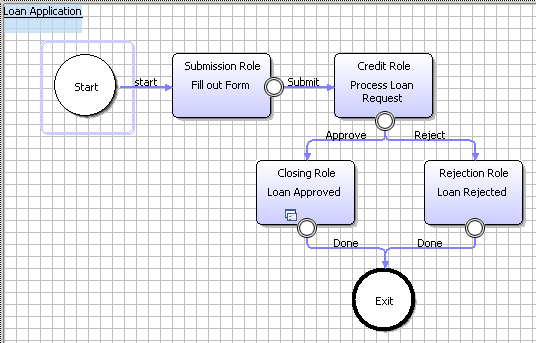 Loan Application
Start
start
Submission Role
Fill out Form
Submit
Credit Role
Process Loan
Request
Approve
Reject
Closing Role
Loan Approved
Rejection Role
Loan Rejected
Done
Done
Exit